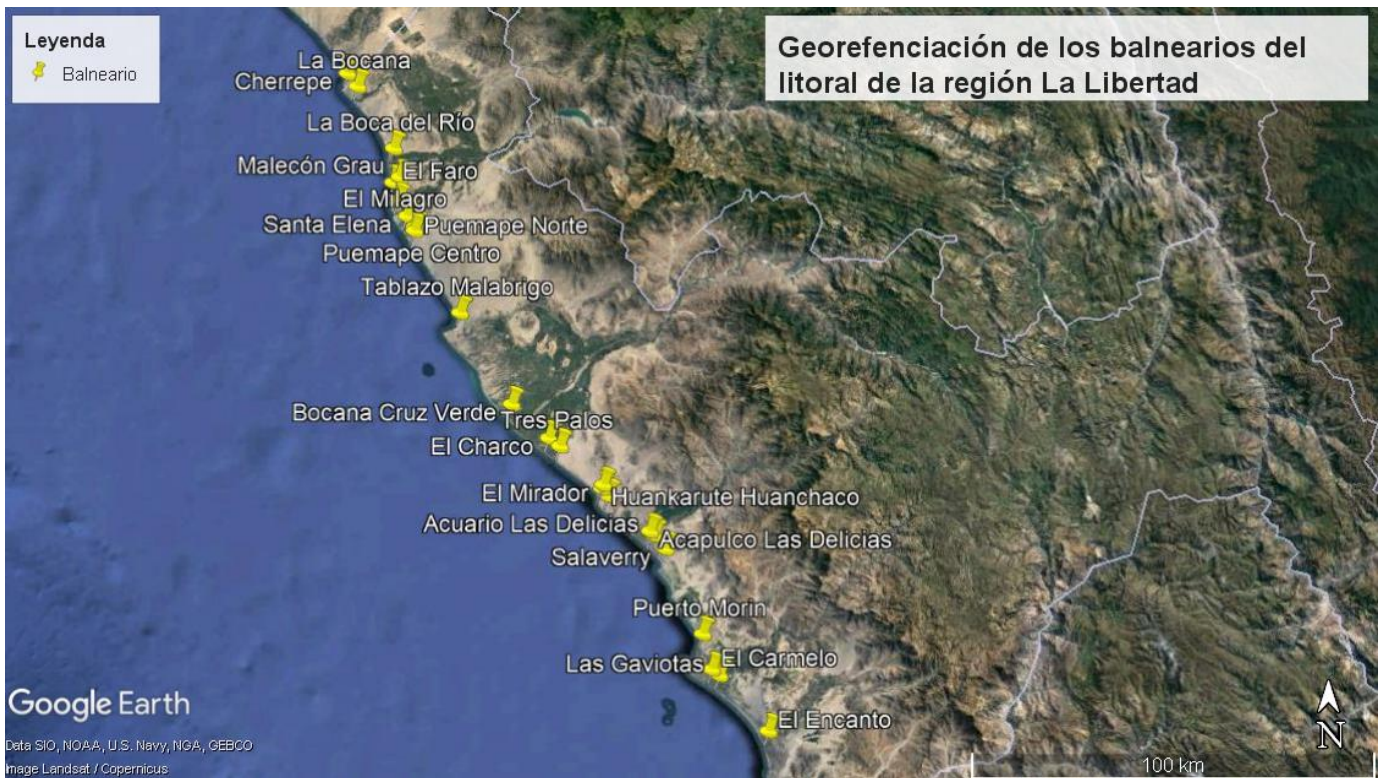 Leyenda
Balneario
Georefenciación de los balnearios del
litoral de la región La Libertad
La Bocana
Cherrepe
La Boca del Río
Malecón Grau
El Faro
El Milagro
Santa Elena
Puemape Norte
Puemape Centro
Tablazo Malabrigo
Bocana Cruz Verde
Tres Palos
El Charco
El Mirador
Huankarute Huanchaco
Acuario Las Delicias
Acapulco Las Delicias
Salaverry
Puerto Morin
Las Gaviotas
El Carmelo
El Encanto
Google Earth
Data SIO, NOAA, U.S. Navy, NGA, GEBCO
Image Landsat / Copernicus
N
100 km